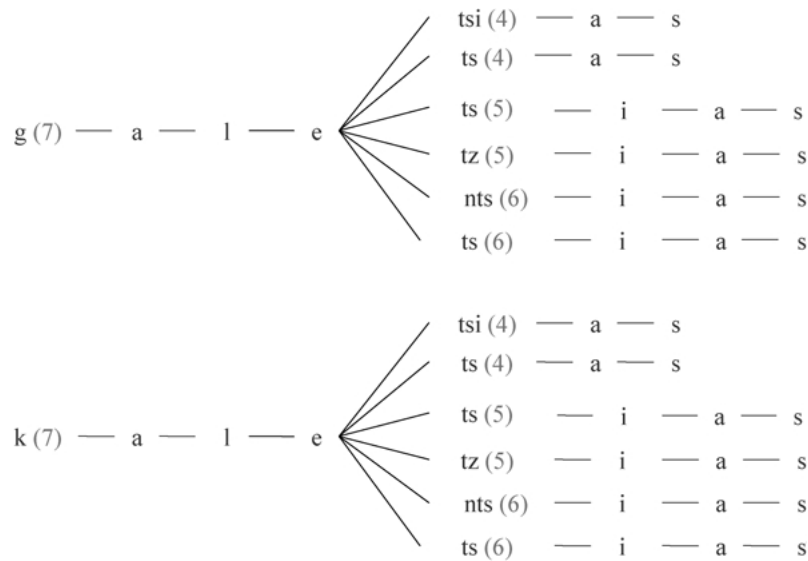 tsi (4) — a — s
ts (4) — a — s
ts (5) — i — a — s
g (7) — a — l — e
tz (5) — i — a — s
nts (6) — i — a — s
ts (6) — i — a — s
tsi (4) — a — s
ts (4) — a — s
ts (5) — i — a — s
k (7) — a — l — e
tz (5) — i — a — s
nts (6) — i — a — s
ts (6) — i — a — s